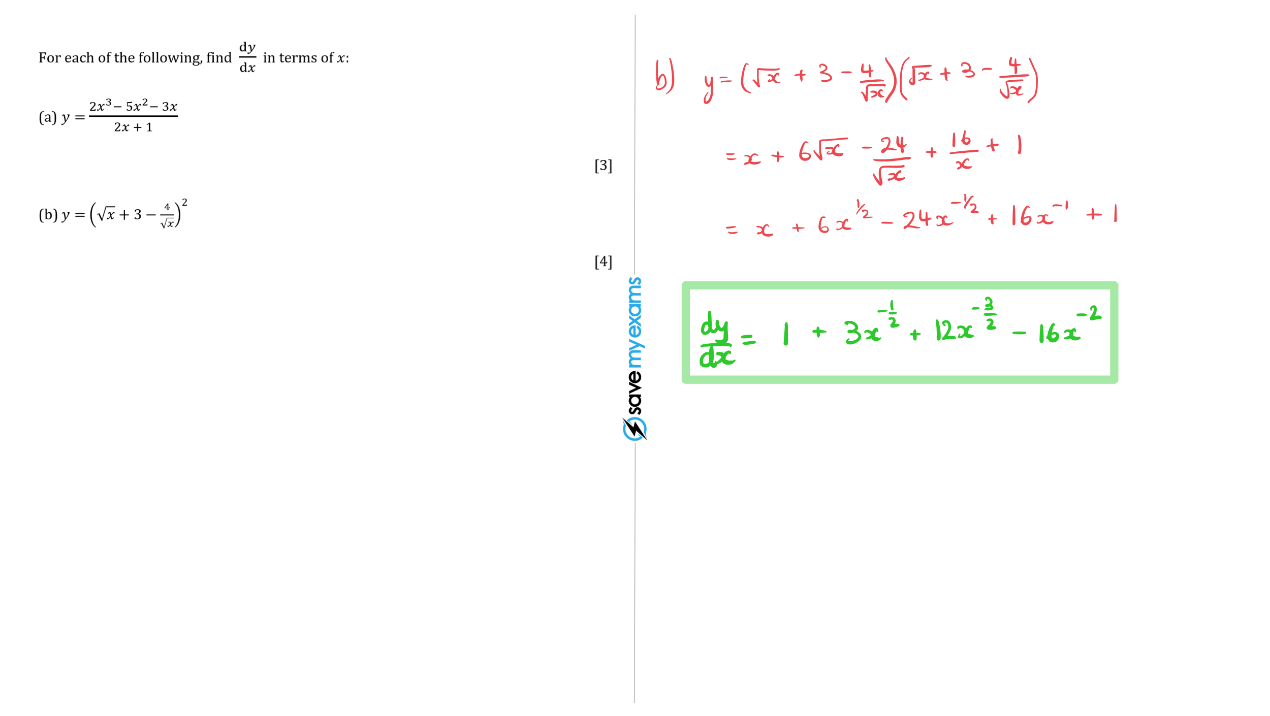 For each of the following, find dy/dx in terms of x:
(a) y = (2x³ − 5x² − 3x)/(2x + 1)
[3]
(b) y = (√x + 3 − 4/√x)²
[4]
save my exams
b) y = (√x + 3 − 4/√x)(√x + 3 − 4/√x)
= x + 6√x − 24/√x + 16/x + 1
= x + 6x^(1/2) − 24x^(−1/2) + 16x^(−1) + 1
dy/dx = 1 + 3x^(−1/2) + 12x^(−3/2) − 16x^(−2)